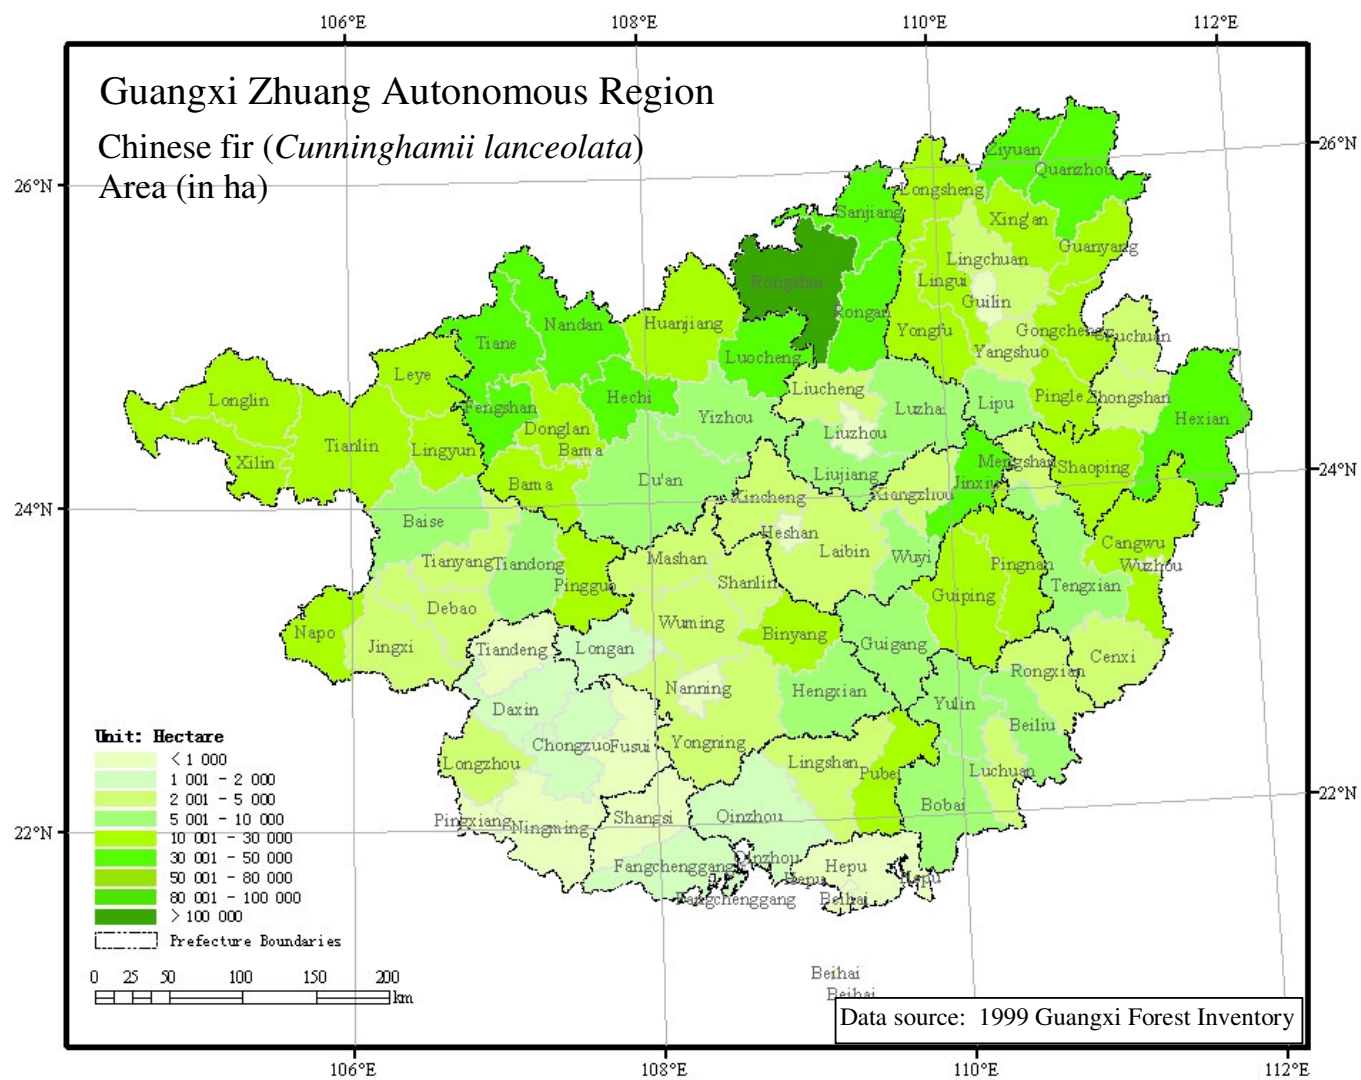 106°E 108°E 110°E 112°E
Guangxi Zhuang Autonomous Region
Chinese fir (Cunninghamii lanceolata)
Area (in ha)
26°N
26°N
Ziyuan
Quanzhou
Longsheng
Sanjiang
Xing'an
Guanyang
Lingchuan
Rongshui
Lingui
Guilin
Rongan
Nandan
Huanjiang
Yongfu
Gongcheng
Fuchuan
Tiane
Luocheng
Yangshuo
Leye
Liucheng
Longlin
Fengshan
Hechi
Yizhou
Luzhai
Lipu
Pingle
Zhongshan
Hexian
Donglan
Tianlin
Lingyun
Bama
Liuzhou
Xilin
Mengshan
Shaoping
24°N
Bama
Du'an
Liujiang
Jinxiu
Xincheng
Xiangzhou
24°N
Baise
Heshan
Laibin
Cangwu
Tianyang
Tiandong
Mashan
Wuyi
Pingnan
Wuzhou
Pingguo
Shanlin
Guiping
Tengxian
Debao
Napo
Jingxi
Wuming
Binyang
Tiandeng
Longan
Guigang
Rongxian
Cenxi
Nanning
Hengxian
Daxin
Yulin
Beiliu
Chongzuo
Fusui
Yongning
Longzhou
Lingshan
Pubei
Luchuan
22°N
Bobai
Pingxiang
Ningming
Shangsi
Qinzhou
22°N
Fangchenggang
Qinzhou
Hepu
Hepu
Hepu
Fangchenggang
Beihai
Beihai
Beihai
Unit: Hectare
< 1 000
1 001 - 2 000
2 001 - 5 000
5 001 - 10 000
10 001 - 30 000
30 001 - 50 000
50 001 - 80 000
80 001 - 100 000
> 100 000
Prefecture Boundaries
0 25 50 100 150 200
km
Data source: 1999 Guangxi Forest Inventory
106°E 108°E 110°E 112°E